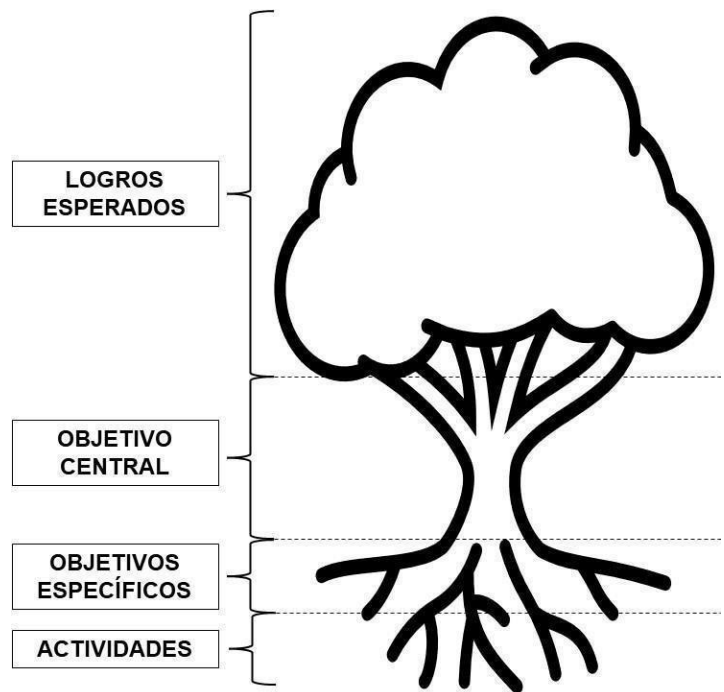 LOGROS
ESPERADOS
OBJETIVO
CENTRAL
OBJETIVOS
ESPECÍFICOS
ACTIVIDADES